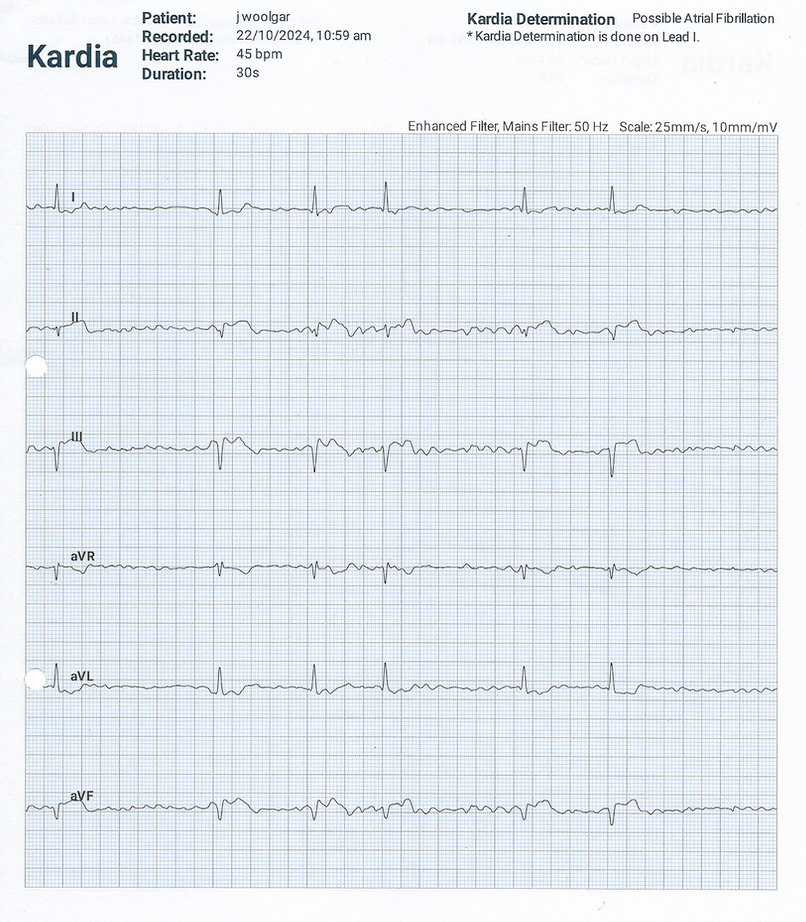 Kardia
Patient: j woolgar
Recorded: 22/10/2024, 10:59 am
Heart Rate: 45 bpm
Duration: 30s
Kardia Determination Possible Atrial Fibrillation
* Kardia Determination is done on Lead I.
Enhanced Filter, Mains Filter: 50 Hz Scale: 25mm/s, 10mm/mV
I
II
III
aVR
aVL
aVF